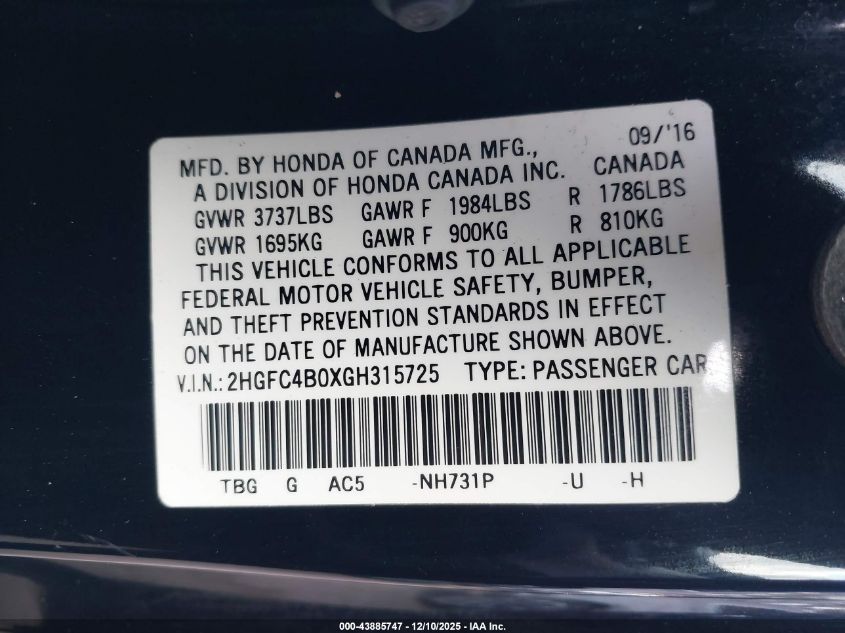 09/'16
MFD. BY HONDA OF CANADA MFG.,
A DIVISION OF HONDA CANADA INC. CANADA
GVWR 3737LBS GAWR F 1984LBS R 1786LBS
GVWR 1695KG GAWR F 900KG R 810KG
THIS VEHICLE CONFORMS TO ALL APPLICABLE
FEDERAL MOTOR VEHICLE SAFETY, BUMPER,
AND THEFT PREVENTION STANDARDS IN EFFECT
ON THE DATE OF MANUFACTURE SHOWN ABOVE.
V.I.N.: 2HGFC4B0XGH315725 TYPE: PASSENGER CAR
TBG G AC5 -NH731P -U -H
000-43885747 - 12/10/2025 - IAA Inc.